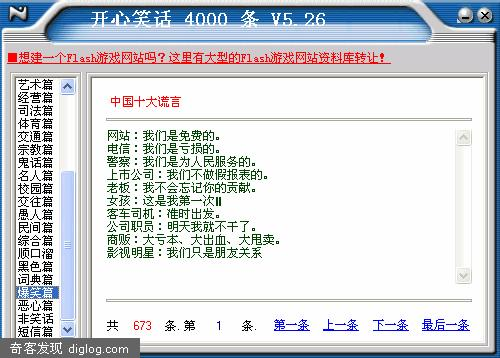 开心笑话 4000 条 V5.26
■想建一个Flash游戏网站吗？这里有大型的Flash游戏网站资料库转让！
艺术篇
经营篇
司法篇
体育篇
交通篇
宗教篇
鬼话篇
名人篇
校园篇
交往篇
愚人篇
民间篇
综合篇
顺口溜
黑色篇
词典篇
爆笑篇
恶心篇
非笑话
短信篇
中国十大谎言
网站：我们是免费的。
电信：我们是亏损的。
警察：我们是为人民服务的。
上市公司：我们不做假报表的。
老板：我不会忘记你的贡献。
女孩：这是我第一次!!
客车司机：准时出发。
公司职员：明天我就不干了。
商贩：大亏本、大出血、大甩卖。
影视明星：我们只是朋友关系
共 673 条.第 1 条. 第一条 上一条 下一条 最后一条
奇客发现 diglog.com